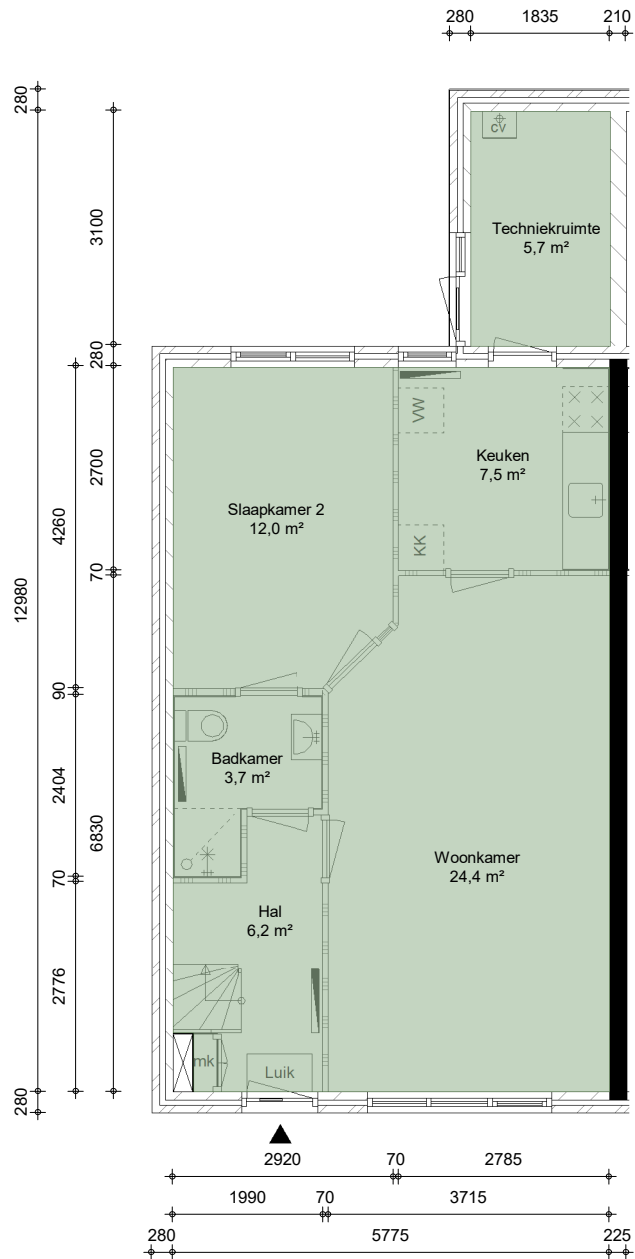 280 1835 210
280
3100
280
2700
4260
12980
70
90
2404
6830
70
2776
280
cv
Techniekruimte
5,7 m²
VW
Keuken
7,5 m²
Slaapkamer 2
12,0 m²
KK
Badkamer
3,7 m²
Woonkamer
24,4 m²
Hal
6,2 m²
mk
Luik
2920 70 2785
1990 70 3715
280 5775 225